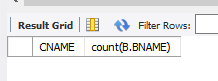 Result Grid Filter Rows:
CNAME count(B.BNAME)